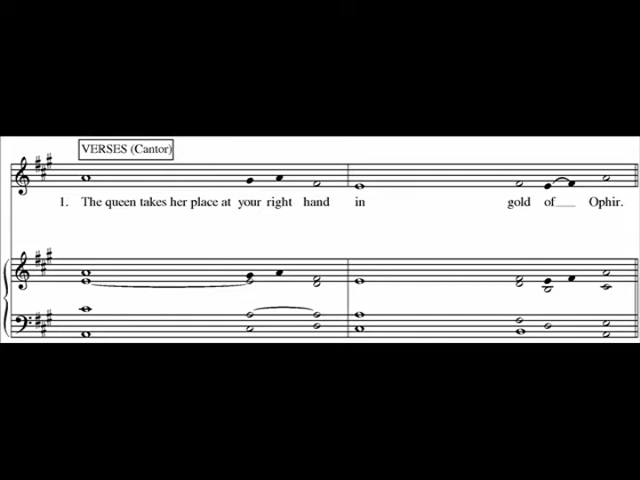 VERSES (Cantor)
1. The queen takes her place at your right hand in gold of Ophir.